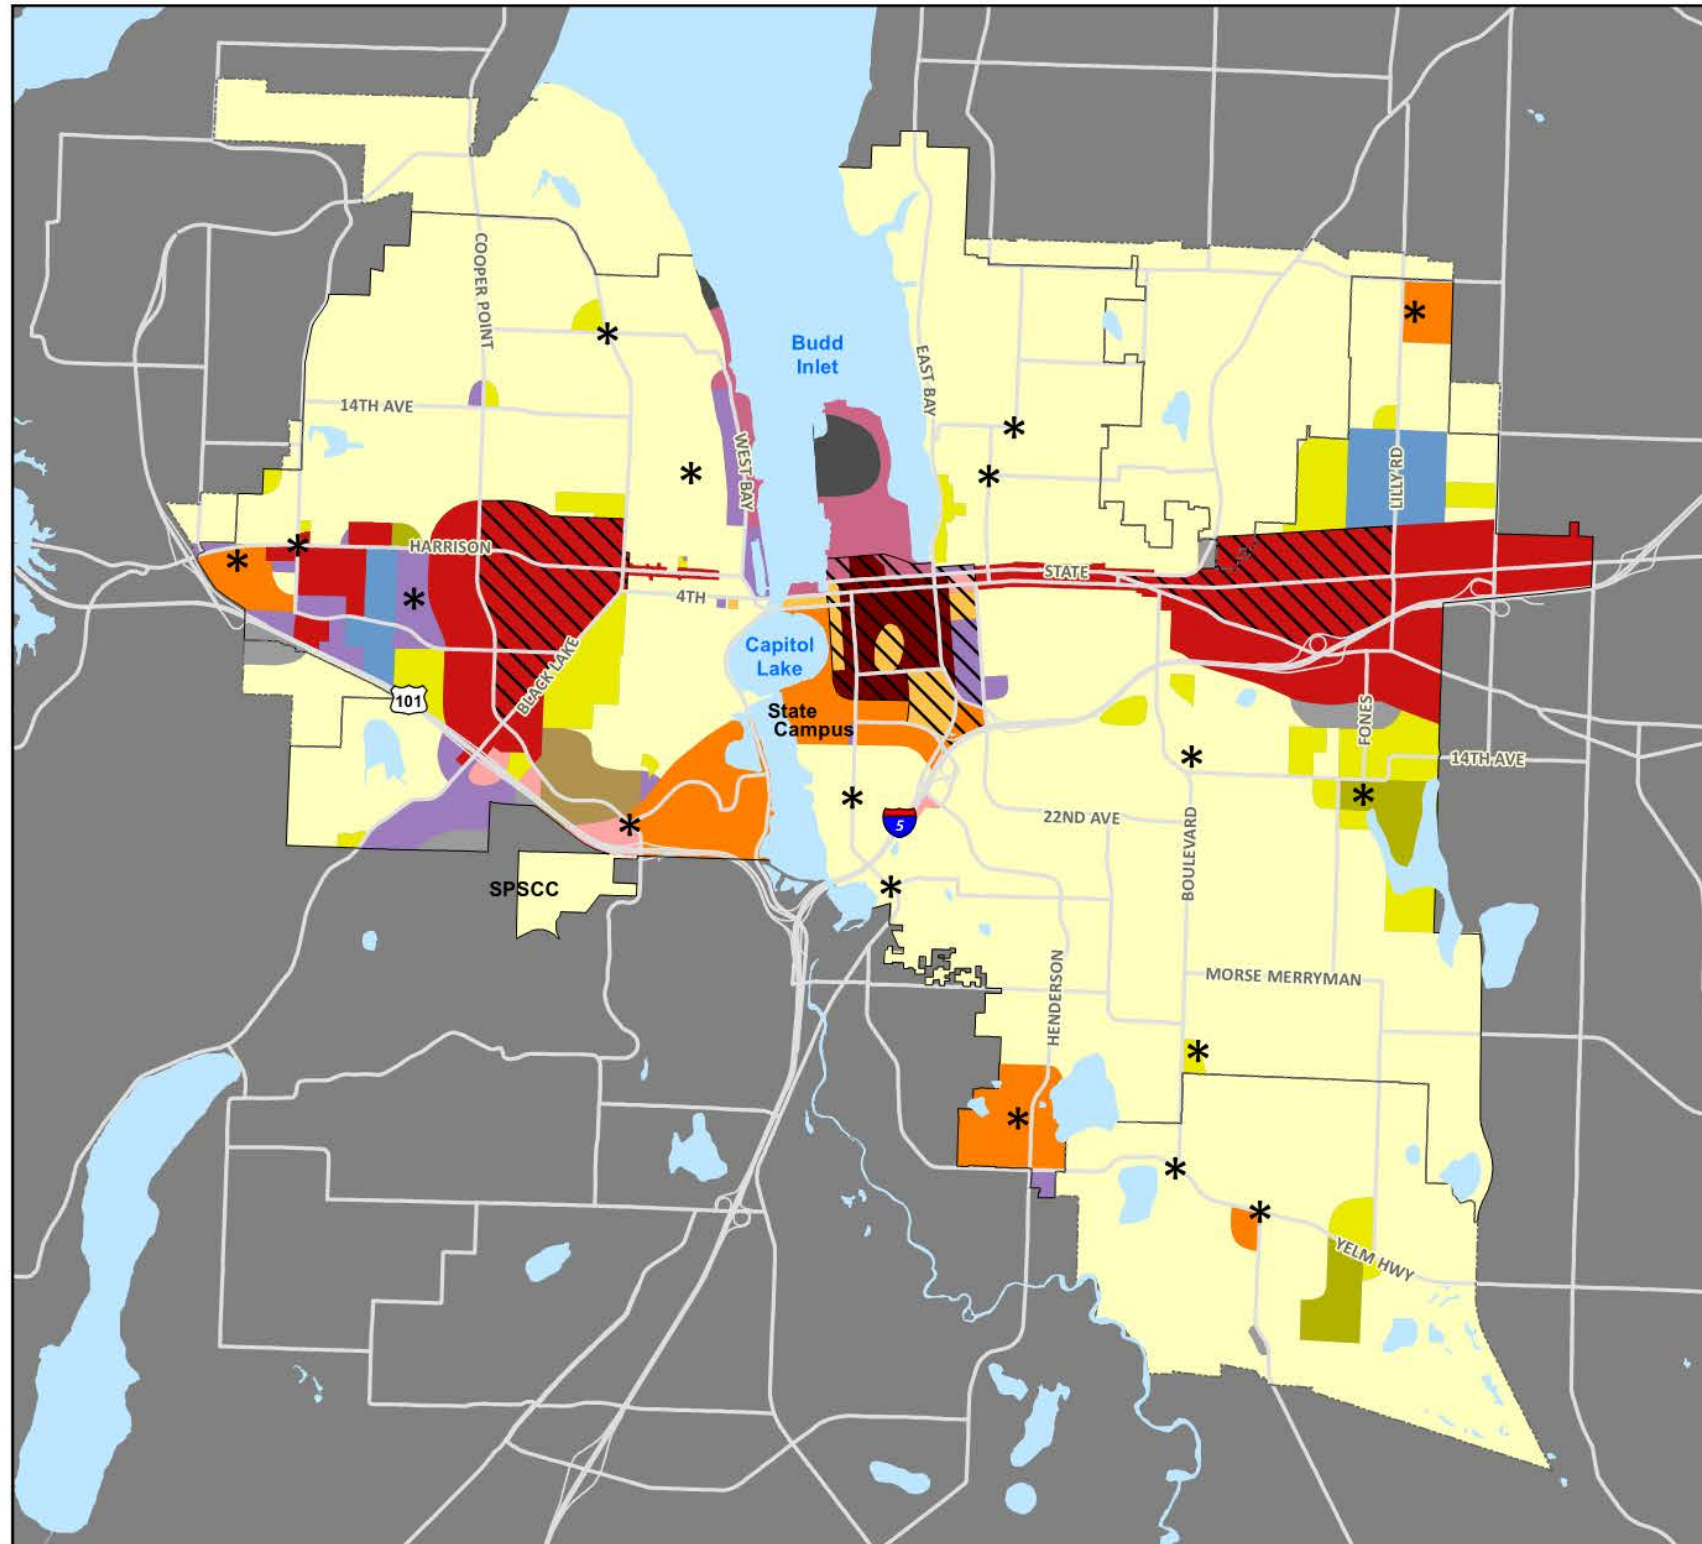 COOPER POINT
Budd
Inlet
EAST BAY
14TH AVE
WEST BAY
LILLY RD
HARRISON
STATE
4TH
Capitol
Lake
BLACK LAKE
101
State
Campus
FONES
14TH AVE
5
22ND AVE
BOULEVARD
SPSCC
HENDERSON
MORSE MERRYMAN
YELM HWY